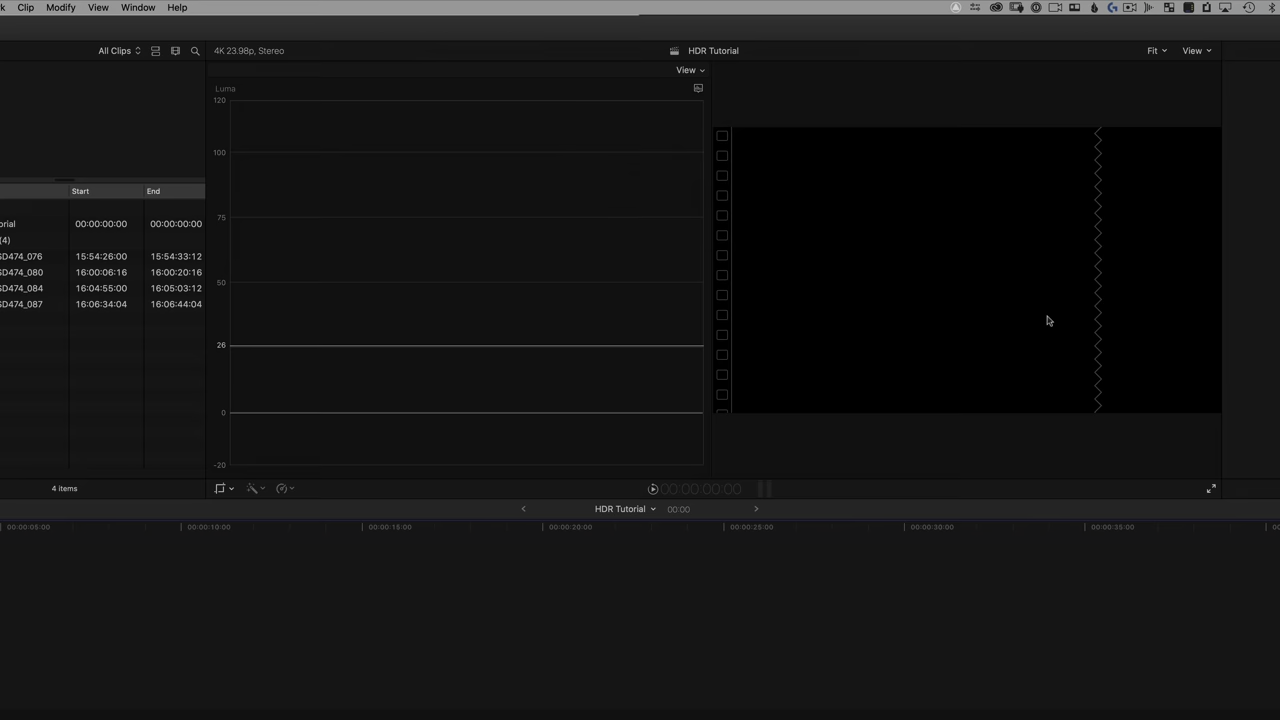 Clip Modify View Window Help
All Clips
4K 23.98p, Stereo
HDR Tutorial
Fit
View
View
Luma
120
100
75
50
26
0
-20
Start End
orial 00:00:00:00 00:00:00:00
(4)
SD474_076 15:54:26:00 15:54:33:12
SD474_080 16:00:06:16 16:00:20:16
SD474_084 16:04:55:00 16:05:03:12
SD474_087 16:06:34:04 16:06:44:04
4 items
00:00:00:00
HDR Tutorial 00:00
00:00:05:00 00:00:10:00 00:00:15:00 00:00:20:00 00:00:25:00 00:00:30:00 00:00:35:00